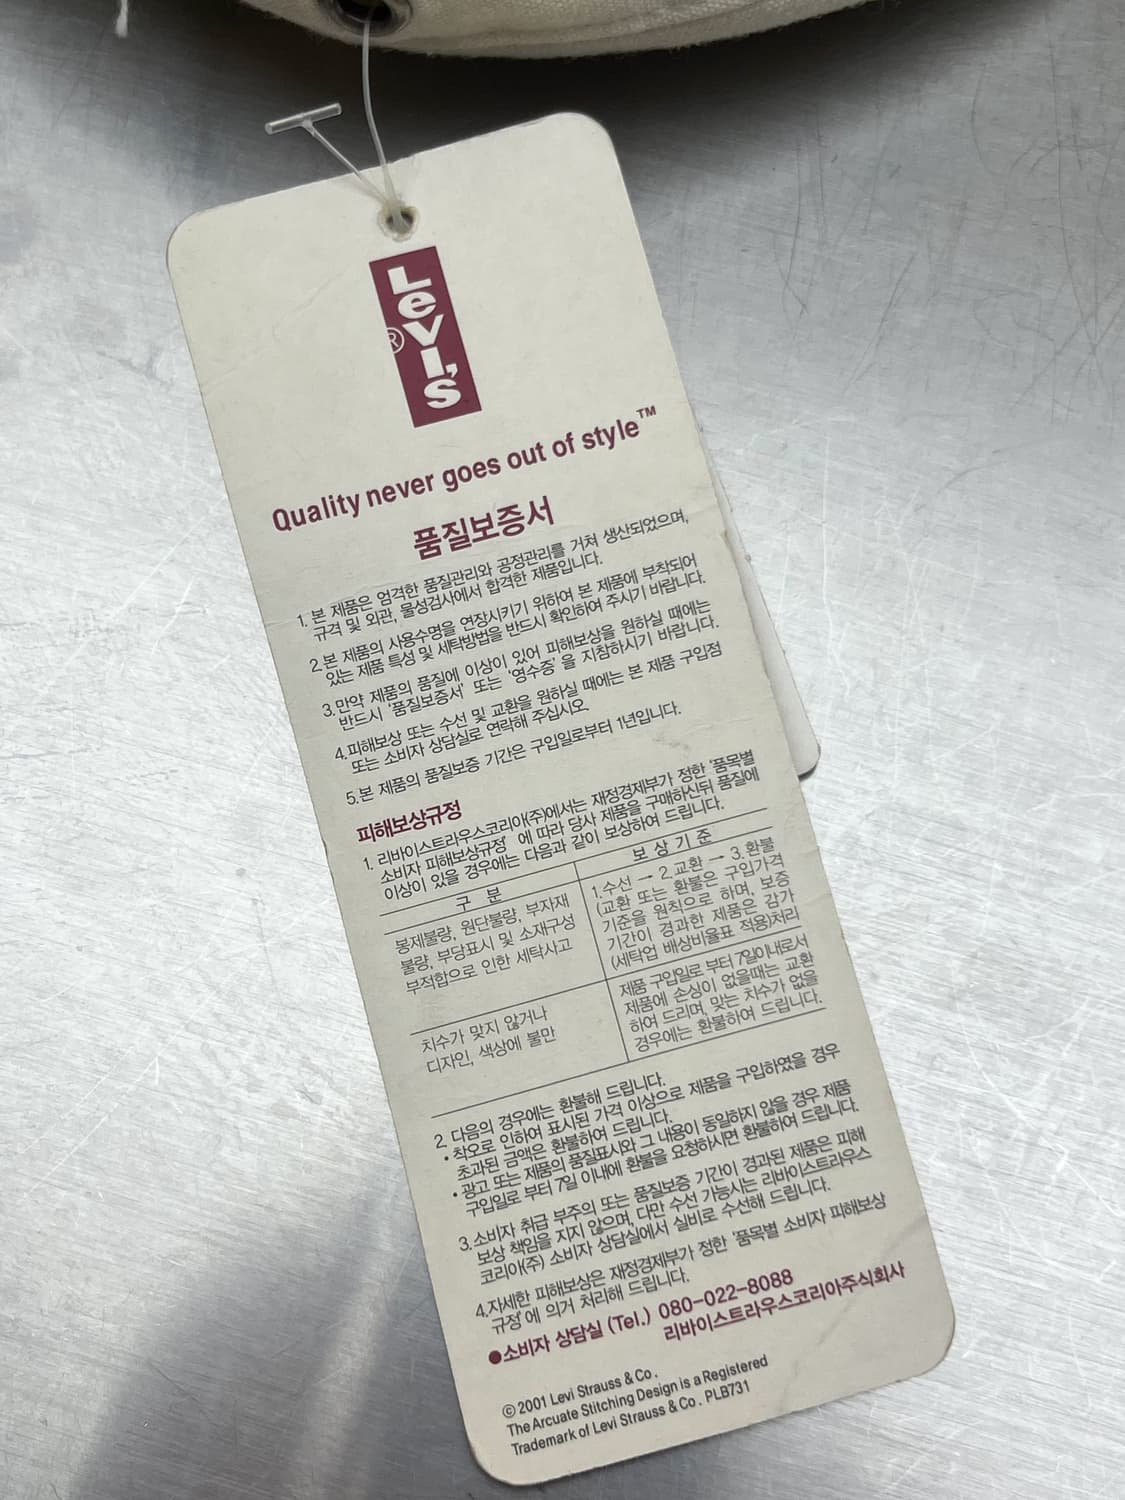 Levi's®
Quality never goes out of style™
품질보증서
1. 본 제품은 엄격한 품질관리와 공정관리를 거쳐 생산되었으며,
규격 및 외관, 물성검사에서 합격한 제품입니다.
2. 본 제품의 사용수명을 연장시키기 위하여 본 제품에 부착되어
있는 제품 특성 및 세탁방법을 반드시 확인하여 주시기 바랍니다.
3. 만약 제품의 품질에 이상이 있어 피해보상을 원하실 때에는
반드시 '품질보증서' 또는 '영수증'을 지참하시기 바랍니다.
4. 피해보상 또는 수선 및 교환을 원하실 때에는 본 제품 구입점
또는 소비자 상담실로 연락해 주십시오.
5. 본 제품의 품질보증 기간은 구입일로부터 1년입니다.
피해보상규정
1. 리바이스트라우스코리아(주)에서는 재정경제부가 정한 '품목별
소비자 피해보상규정'에 따라 당사 제품을 구매하신뒤 품질에
이상이 있을 경우에는 다음과 같이 보상하여 드립니다.
구 분
보 상 기 준
봉제불량, 원단불량, 부자재
불량, 부당표시 및 소재구성
부적합으로 인한 세탁사고
1. 수선 → 2. 교환 → 3. 환불
(교환 또는 환불은 구입가격
기준을 원칙으로 하며, 보증
기간이 경과한 제품은 감가
(세탁업 배상비율표 적용)처리
치수가 맞지 않거나
디자인, 색상에 불만
제품 구입일로 부터 7일이내로서
제품에 손상이 없을때는 교환
하여 드리며, 맞는 치수가 없을
경우에는 환불하여 드립니다.
2. 다음의 경우에는 환불해 드립니다.
• 착오로 인하여 표시된 가격 이상으로 제품을 구입하였을 경우
초과된 금액은 환불하여 드립니다.
• 광고 또는 제품의 품질표시와 그 내용이 동일하지 않을 경우 제품
구입일로 부터 7일 이내에 환불을 요청하시면 환불하여 드립니다.
3. 소비자 취급 부주의 또는 품질보증 기간이 경과된 제품은 피해
보상 책임을 지지 않으며, 다만 수선 가능시는 리바이스트라우스
코리아(주) 소비자 상담실에서 실비로 수선해 드립니다.
4. 자세한 피해보상은 재정경제부가 정한 '품목별 소비자 피해보상
규정'에 의거 처리해 드립니다.
●소비자 상담실 (Tel.) 080-022-8088
리바이스트라우스코리아주식회사
© 2001 Levi Strauss & Co.
The Arcuate Stitching Design is a Registered
Trademark of Levi Strauss & Co. PLB731